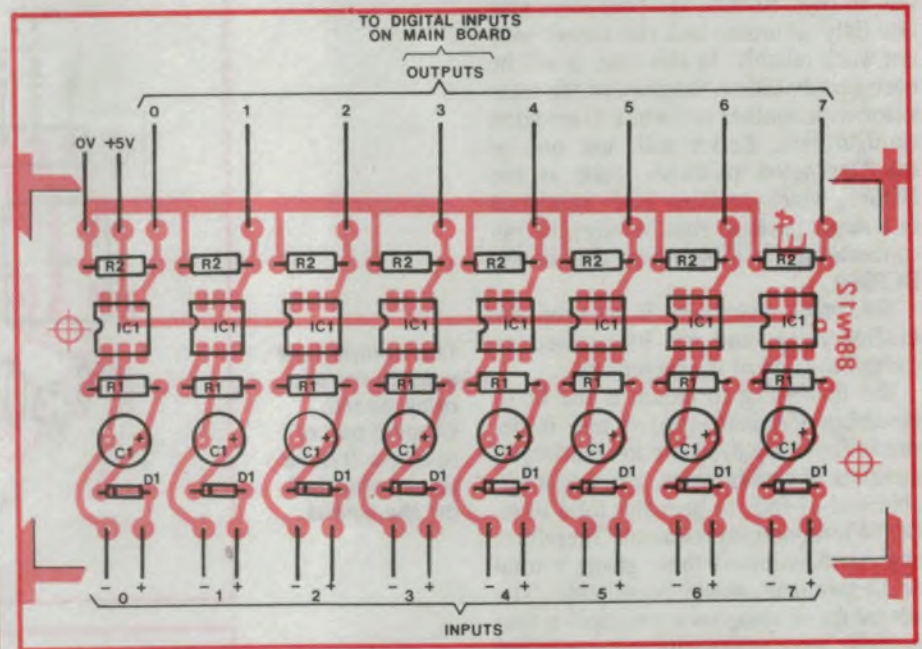 TO DIGITAL INPUTS
ON MAIN BOARD
OUTPUTS
0 1 2 3 4 5 6 7
0V +5V
R2 R2 R2 R2 R2 R2 R2 R2
IC1 IC1 IC1 IC1 IC1 IC1 IC1 IC1
R1 R1 R1 R1 R1 R1 R1 R1
+ + + + + + + +
C1 C1 C1 C1 C1 C1 C1 C1
D1 D1 D1 D1 D1 D1 D1 D1
- + - + - + - + - + - + - + - +
0 1 2 3 4 5 6 7
INPUTS